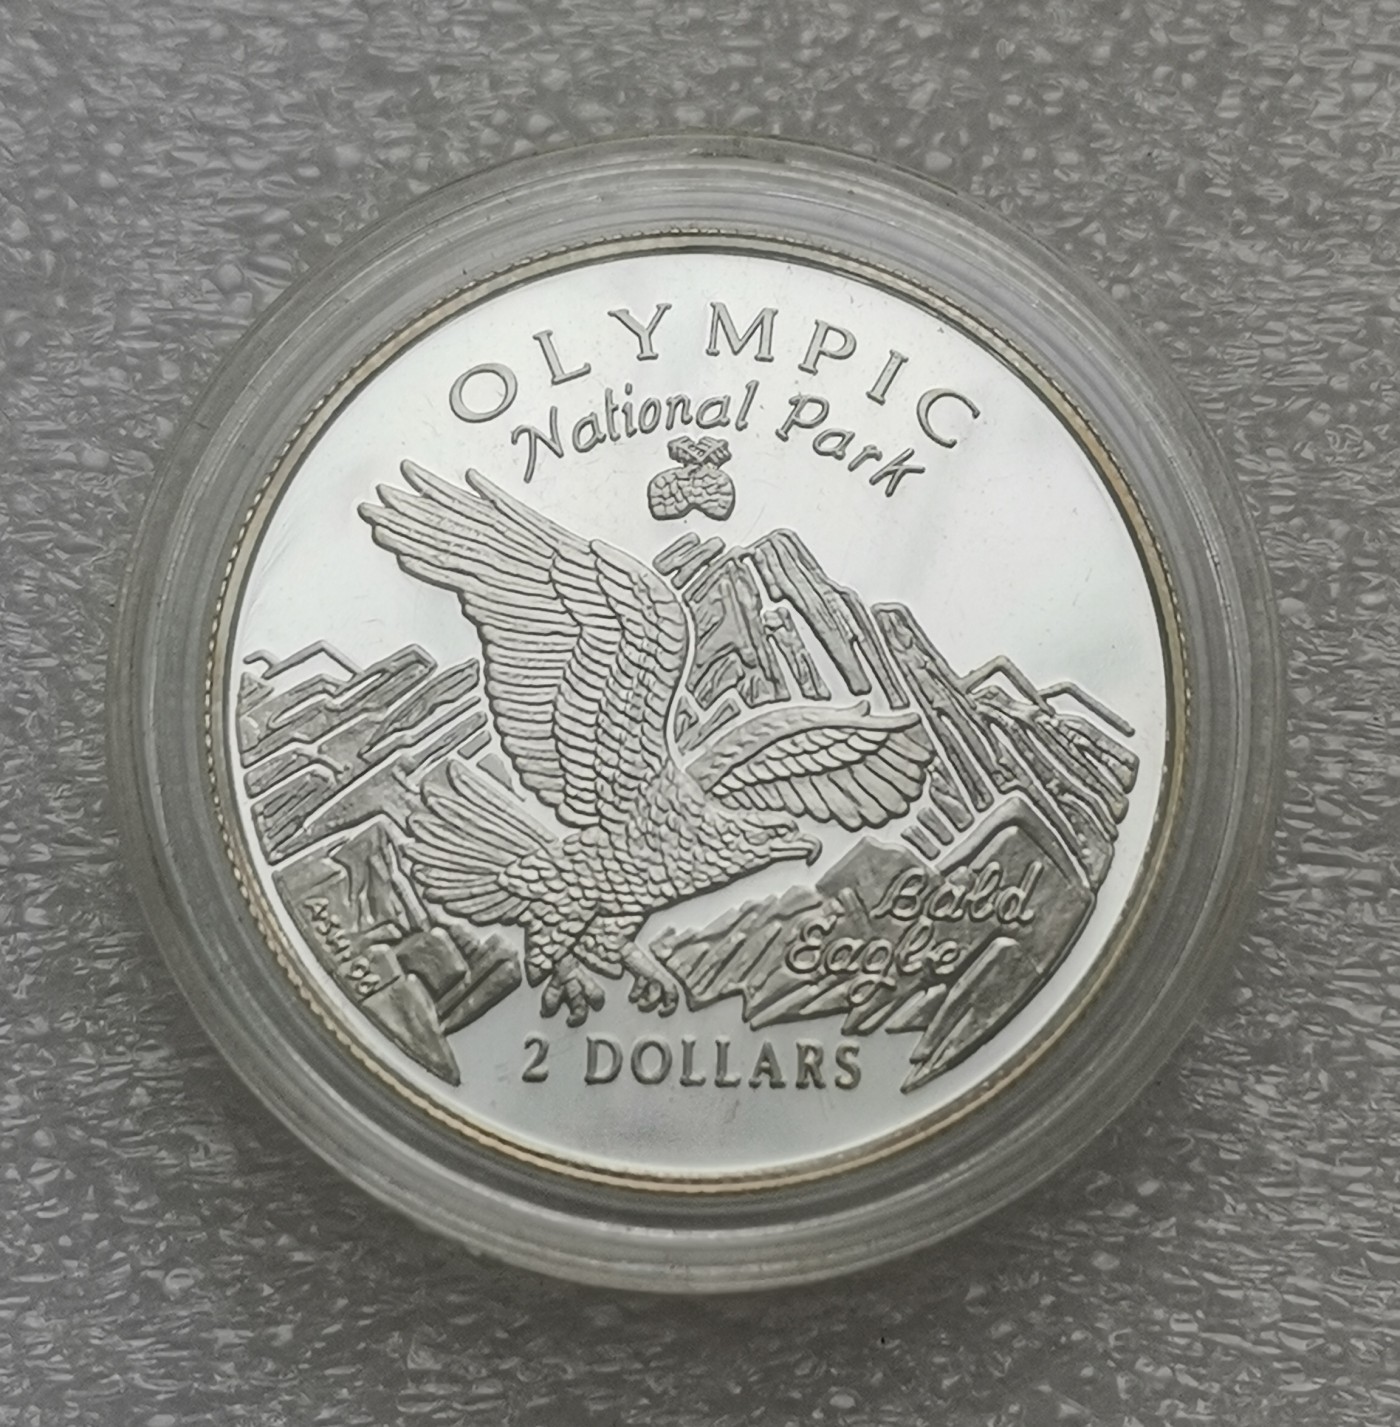 OLYMPIC
National Park
Bald
Eagle
2 DOLLARS